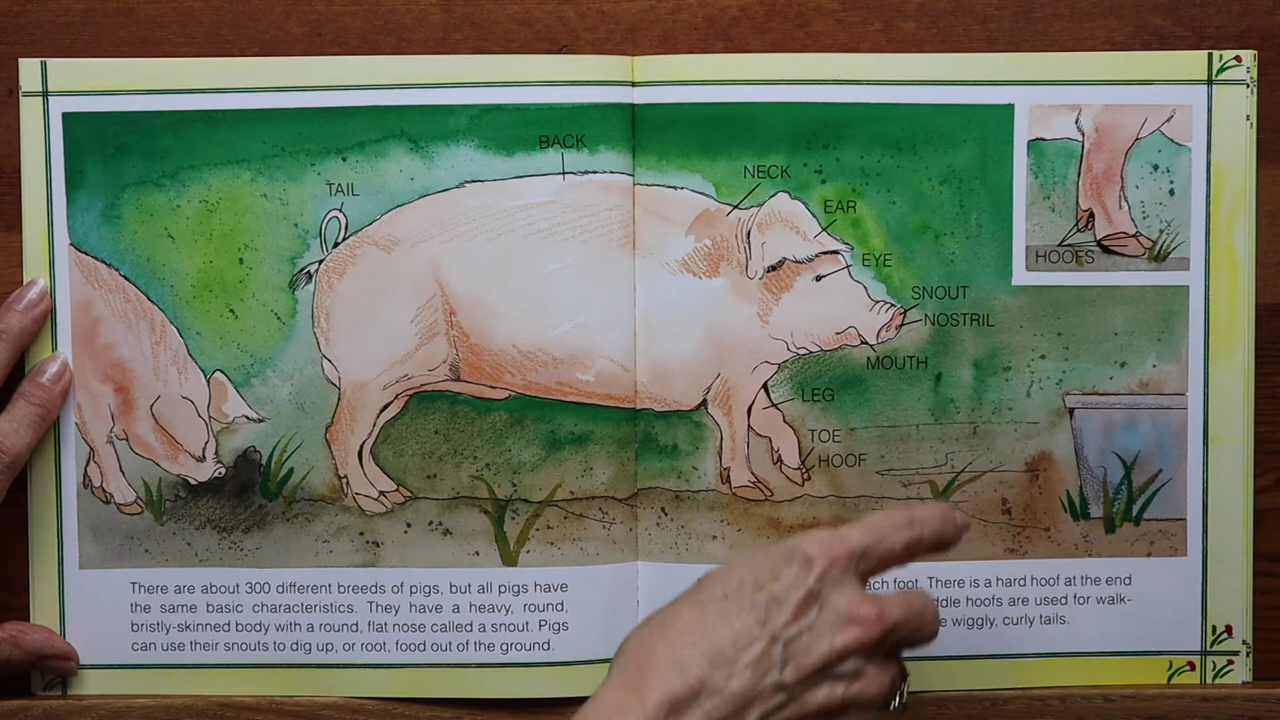 BACK
TAIL
NECK
EAR
EYE
SNOUT
NOSTRIL
MOUTH
LEG
TOE
HOOF
HOOFS
There are about 300 different breeds of pigs, but all pigs have
the same basic characteristics. They have a heavy, round,
bristly-skinned body with a round, flat nose called a snout. Pigs
can use their snouts to dig up, or root, food out of the ground.
foot. There is a hard hoof at the end
hoofs are used for walk-
wiggly, curly tails.